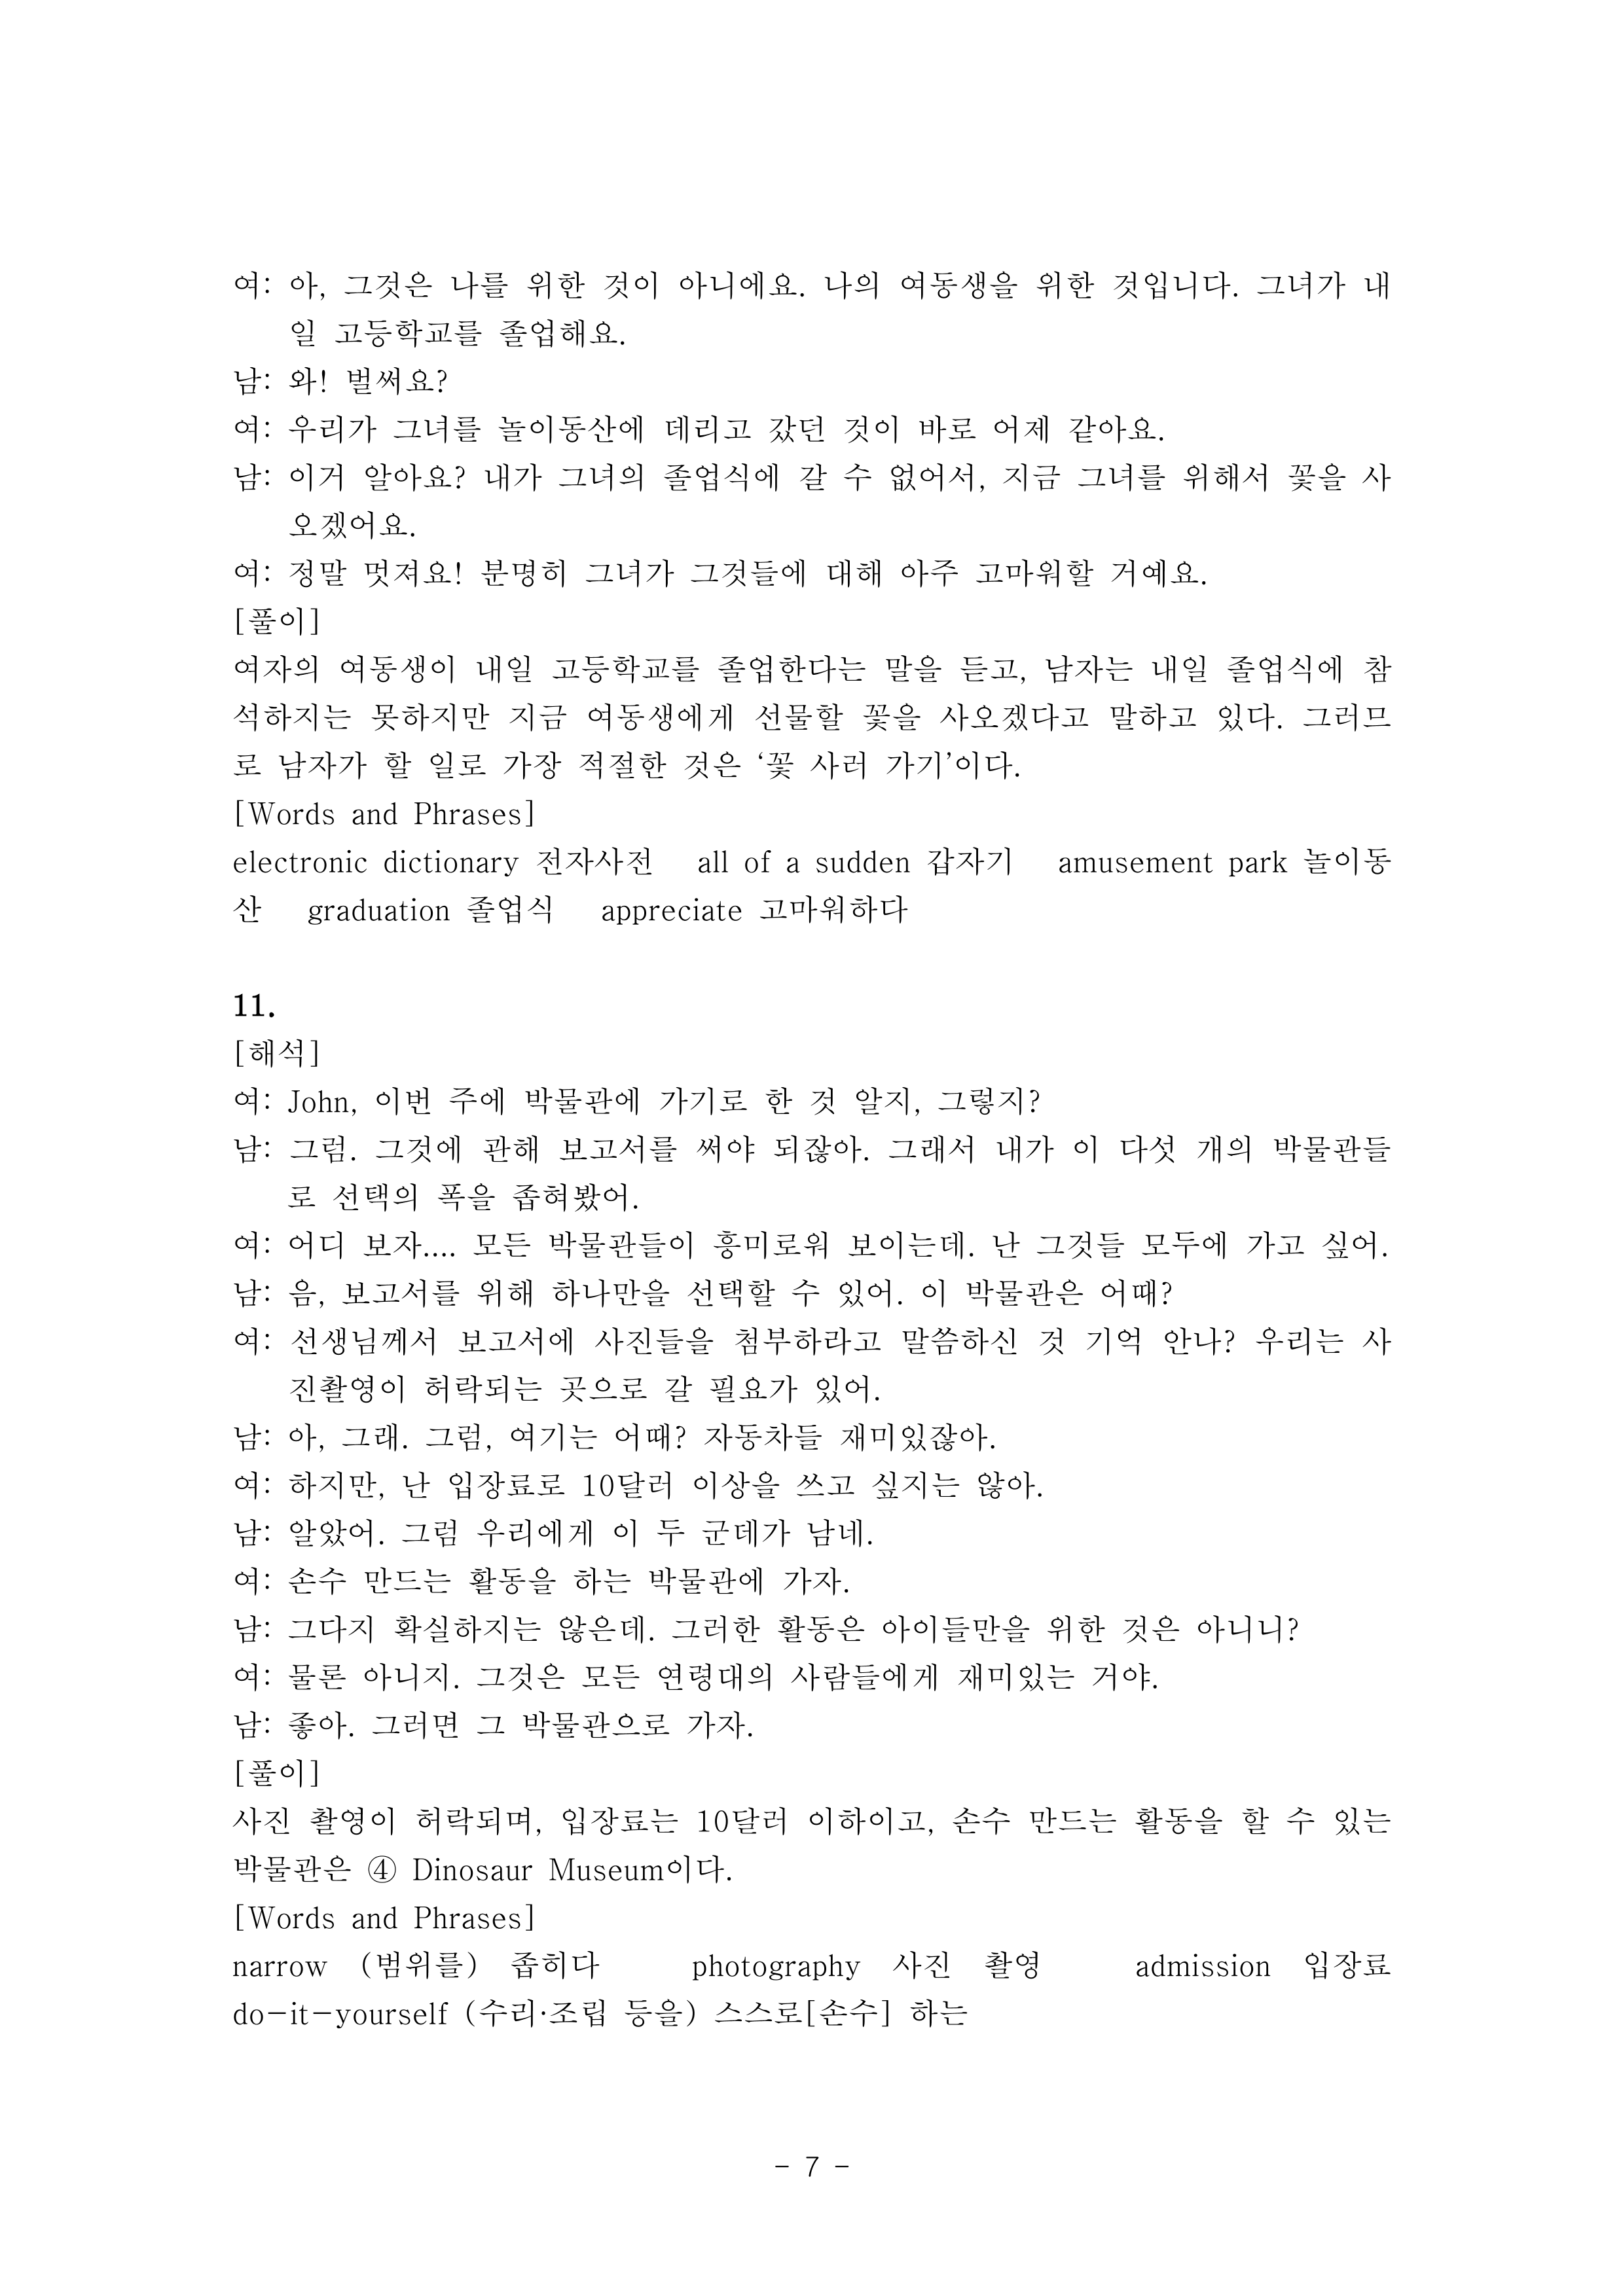 여: 아, 그것은 나를 위한 것이 아니에요. 나의 여동생을 위한 것입니다. 그녀가 내
일 고등학교를 졸업해요.
남: 와! 벌써요?
여: 우리가 그녀를 놀이동산에 데리고 갔던 것이 바로 어제 같아요.
남: 이거 알아요? 내가 그녀의 졸업식에 갈 수 없어서, 지금 그녀를 위해서 꽃을 사
오겠어요.
여: 정말 멋져요! 분명히 그녀가 그것들에 대해 아주 고마워할 거예요.
[풀이]
여자의 여동생이 내일 고등학교를 졸업한다는 말을 듣고, 남자는 내일 졸업식에 참
석하지는 못하지만 지금 여동생에게 선물할 꽃을 사오겠다고 말하고 있다. 그러므
로 남자가 할 일로 가장 적절한 것은 ‘꽃 사러 가기’이다.
[Words and Phrases]
electronic dictionary 전자사전 all of a sudden 갑자기 amusement park 놀이동
산 graduation 졸업식 appreciate 고마워하다
11.
[해석]
여: John, 이번 주에 박물관에 가기로 한 것 알지, 그렇지?
남: 그럼. 그것에 관해 보고서를 써야 되잖아. 그래서 내가 이 다섯 개의 박물관들
로 선택의 폭을 좁혀봤어.
여: 어디 보자.... 모든 박물관들이 흥미로워 보이는데. 난 그것들 모두에 가고 싶어.
남: 음, 보고서를 위해 하나만을 선택할 수 있어. 이 박물관은 어때?
여: 선생님께서 보고서에 사진들을 첨부하라고 말씀하신 것 기억 안나? 우리는 사
진촬영이 허락되는 곳으로 갈 필요가 있어.
남: 아, 그래. 그럼, 여기는 어때? 자동차들 재미있잖아.
여: 하지만, 난 입장료로 10달러 이상을 쓰고 싶지는 않아.
남: 알았어. 그럼 우리에게 이 두 군데가 남네.
여: 손수 만드는 활동을 하는 박물관에 가자.
남: 그다지 확실하지는 않은데. 그러한 활동은 아이들만을 위한 것은 아니니?
여: 물론 아니지. 그것은 모든 연령대의 사람들에게 재미있는 거야.
남: 좋아. 그러면 그 박물관으로 가자.
[풀이]
사진 촬영이 허락되며, 입장료는 10달러 이하이고, 손수 만드는 활동을 할 수 있는
박물관은 ④ Dinosaur Museum이다.
[Words and Phrases]
narrow (범위를) 좁히다 photography 사진 촬영 admission 입장료
do-it-yourself (수리·조립 등을) 스스로[손수] 하는
- 7 -